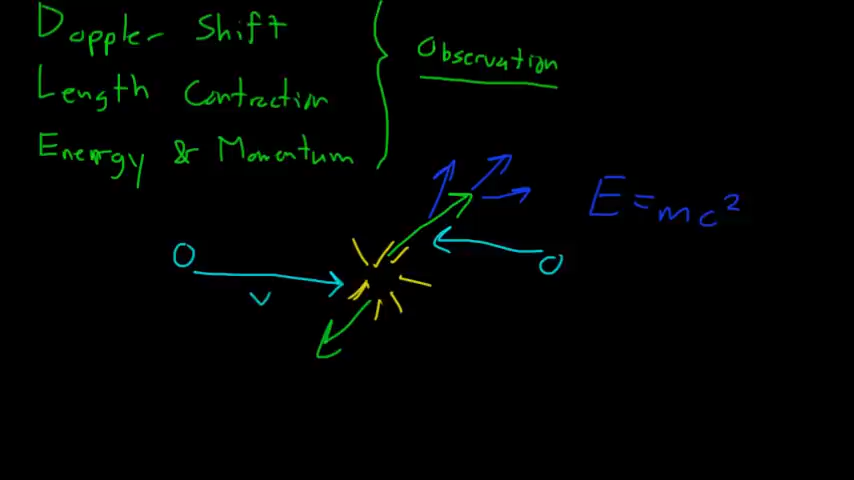 Doppler Shift
Length Contraction
Energy & Momentum
Observation
E=mc²
v